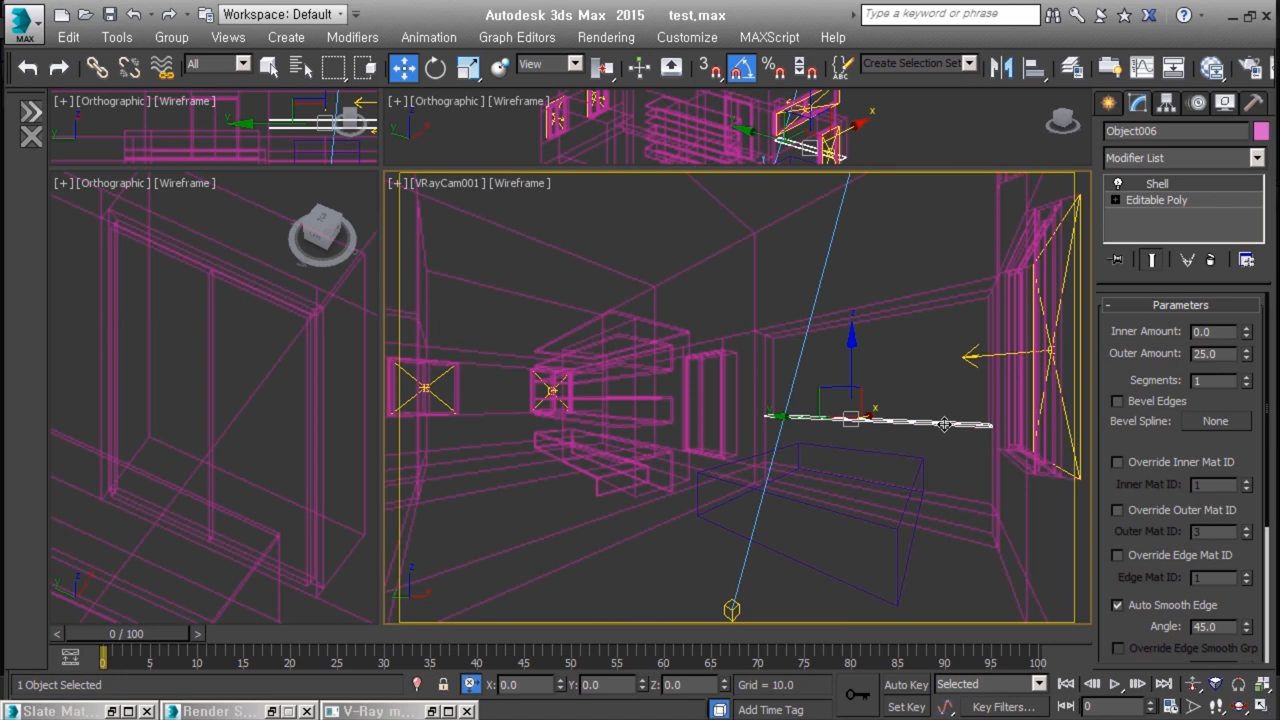 Workspace: Default
Autodesk 3ds Max 2015 test.max
Type a keyword or phrase
MAX
Edit Tools Group Views Create Modifiers Animation Graph Editors Rendering Customize MAXScript Help
All
View
3
ABC
Create Selection Set
[+][Orthographic][Wireframe]
[+][Orthographic][Wireframe]
[+][Orthographic][Wireframe]
[+][VRayCam001][Wireframe]
Object006
Modifier List
Shell
Editable Poly
Parameters
Inner Amount: 0.0
Outer Amount: 25.0
Segments: 1
Bevel Edges
Bevel Spline: None
Override Inner Mat ID
Inner Mat ID: 1
Override Outer Mat ID
Outer Mat ID: 3
Override Edge Mat ID
Edge Mat ID: 1
Auto Smooth Edge
Angle: 45.0
Override Edge Smooth Grp
< 0 / 100 >
0 5 10 15 20 25 30 35 40 45 50 55 60 65 70 75 80 85 90 95 100
1 Object Selected
X: 0.0 Y: 0.0 Z: 0.0
Grid = 10.0
Auto Key Selected
Add Time Tag
Set Key Key Filters...
0
Slate Mat...
Render S...
V-Ray m...